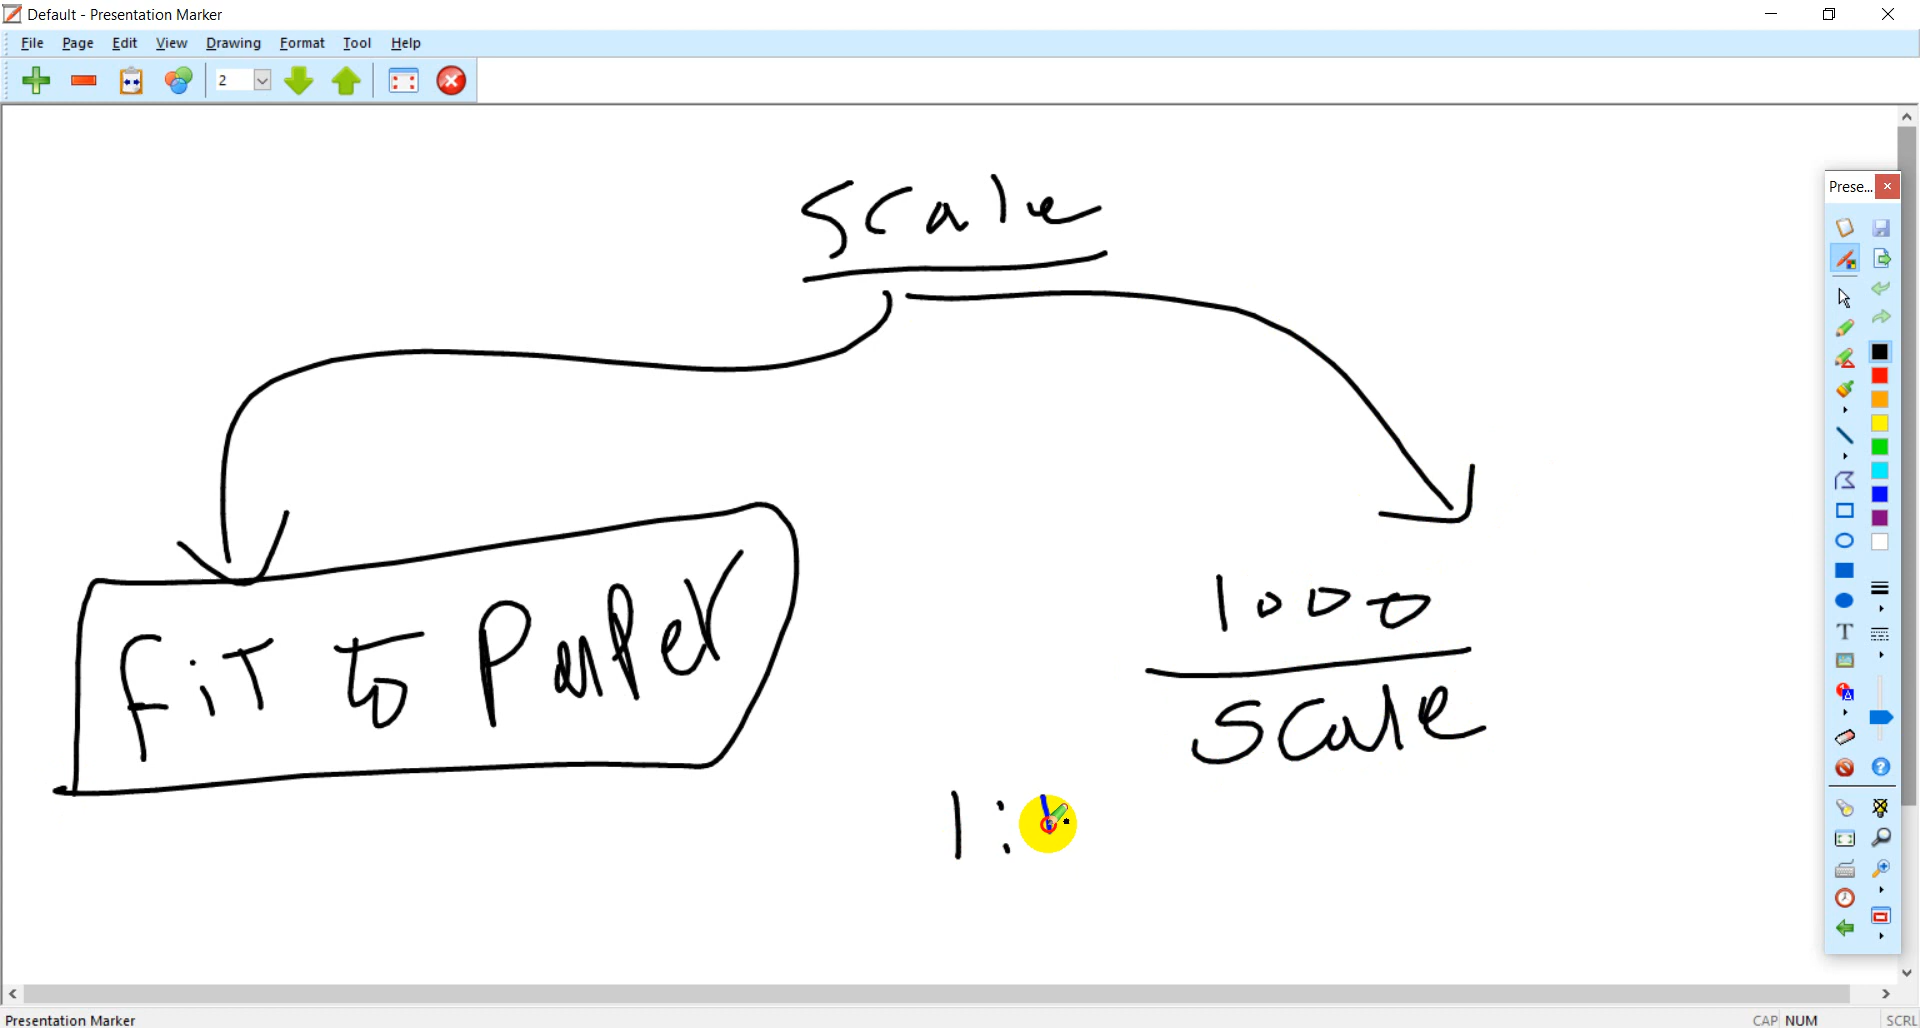 Default - Presentation Marker
File Page Edit View Drawing Format Tool Help
2
Prese...
scale
fiT to PaPer
1000
scale
1:
T
Presentation Marker
CAP NUM SCRL